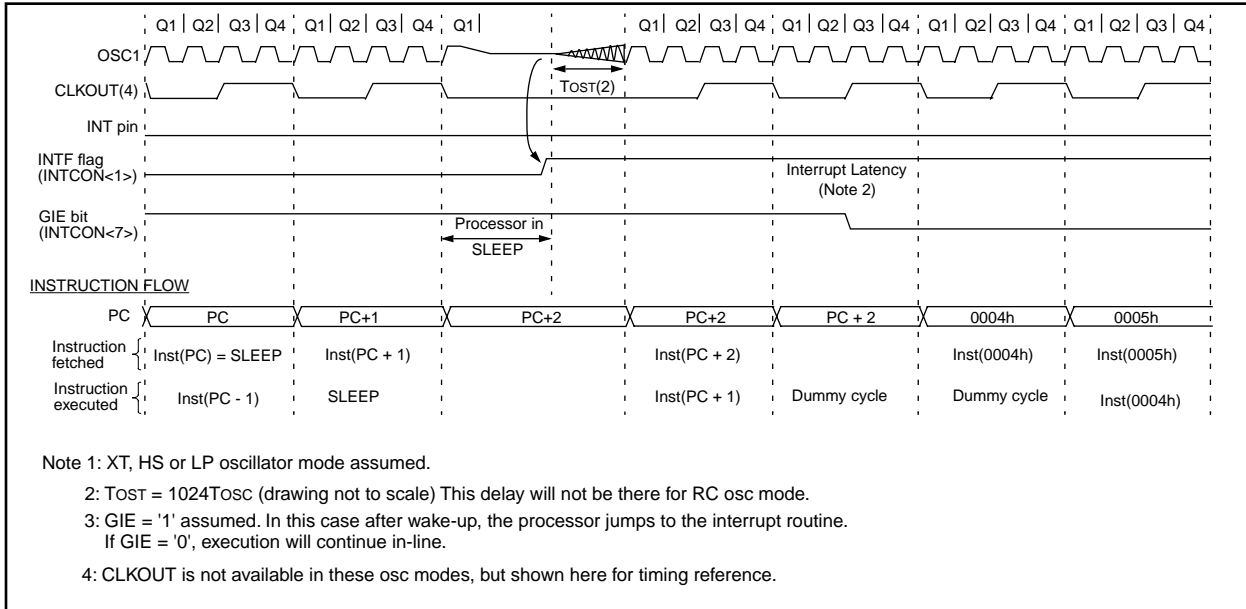 Q1 Q2 Q3 Q4 Q1 Q2 Q3 Q4 Q1 Q1 Q2 Q3 Q4 Q1 Q2 Q3 Q4 Q1 Q2 Q3 Q4 Q1 Q2 Q3 Q4
OSC1
TOST(2)
CLKOUT(4)
INT pin
INTF flag
(INTCON<1>)
Interrupt Latency
(Note 2)
GIE bit
(INTCON<7>)
Processor in
SLEEP
INSTRUCTION FLOW
PC PC PC+1 PC+2 PC+2 PC + 2 0004h 0005h
Instruction
fetched
Inst(PC) = SLEEP Inst(PC + 1) Inst(PC + 2) Inst(0004h) Inst(0005h)
Instruction
executed
Inst(PC - 1) SLEEP Inst(PC + 1) Dummy cycle Dummy cycle Inst(0004h)
Note 1: XT, HS or LP oscillator mode assumed.
2: TOST = 1024TOSC (drawing not to scale) This delay will not be there for RC osc mode.
3: GIE = '1' assumed. In this case after wake-up, the processor jumps to the interrupt routine.
If GIE = '0', execution will continue in-line.
4: CLKOUT is not available in these osc modes, but shown here for timing reference.